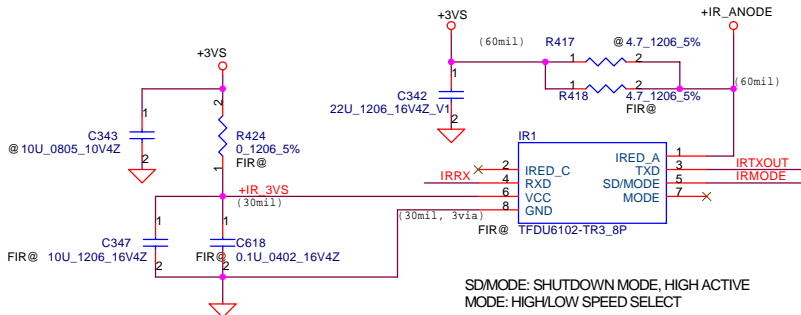 +3VS
+IR_ANODE
(60mil)
R417
@ 4.7_1206_5%
1
2
+3VS
1
2
(60mil)
R418
4.7_1206_5%
FIR@
1
C342
22U_1206_16V4Z_V1
2
1
C343
@ 10U_0805_10V4Z
2
2
R424
0_1206_5%
FIR@
1
IR1
IRED_A
1
2
IRED_C
TXD
3
IRTXOUT
IRRX
4
RXD
SD/MODE
5
IRMODE
+IR_3VS
(30mil)
6
VCC
MODE
7
(30mil, 3via)
8
GND
FIR@
TFDU6102-TR3_8P
1
C347
FIR@ 10U_1206_16V4Z
2
1
C618
FIR@ 0.1U_0402_16V4Z
2
SD/MODE: SHUTDOWN MODE, HIGH ACTIVE
MODE: HIGH/LOW SPEED SELECT